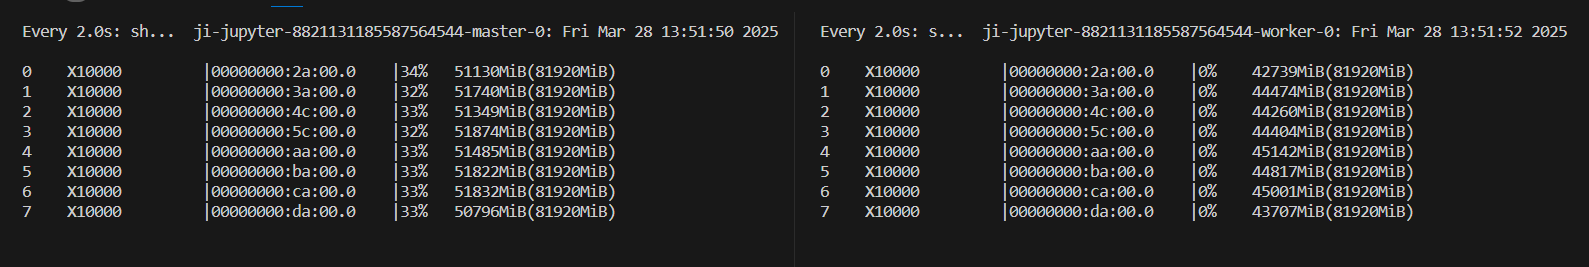 Every 2.0s: sh...  ji-jupyter-8821131185587564544-master-0: Fri Mar 28 13:51:50 2025
0    X10000    |00000000:2a:00.0    |34%   51130MiB(81920MiB)
1    X10000    |00000000:3a:00.0    |32%   51740MiB(81920MiB)
2    X10000    |00000000:4c:00.0    |33%   51349MiB(81920MiB)
3    X10000    |00000000:5c:00.0    |32%   51874MiB(81920MiB)
4    X10000    |00000000:aa:00.0    |33%   51485MiB(81920MiB)
5    X10000    |00000000:ba:00.0    |33%   51822MiB(81920MiB)
6    X10000    |00000000:ca:00.0    |33%   51832MiB(81920MiB)
7    X10000    |00000000:da:00.0    |33%   50796MiB(81920MiB)
Every 2.0s: s...  ji-jupyter-8821131185587564544-worker-0: Fri Mar 28 13:51:52 2025
0    X10000    |00000000:2a:00.0    |0%    42739MiB(81920MiB)
1    X10000    |00000000:3a:00.0    |0%    44474MiB(81920MiB)
2    X10000    |00000000:4c:00.0    |0%    44260MiB(81920MiB)
3    X10000    |00000000:5c:00.0    |0%    44404MiB(81920MiB)
4    X10000    |00000000:aa:00.0    |0%    45142MiB(81920MiB)
5    X10000    |00000000:ba:00.0    |0%    44817MiB(81920MiB)
6    X10000    |00000000:ca:00.0    |0%    45001MiB(81920MiB)
7    X10000    |00000000:da:00.0    |0%    43707MiB(81920MiB)